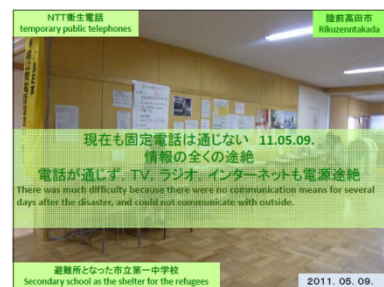 NTT衛生電話
temporary public telephones
陸前高田市
Rikuzenntakada
現在も固定電話は通じない 11.05.09.
情報の全くの途絶
電話が通じず、TV、ラジオ、インターネットも電源途絶
There was much difficulty because there were no communication means for several
days after the disaster, and could not communicate with outside.
避難所となった市立第一中学校
Secondary school as the shelter for the refugees
2011. 05. 09.